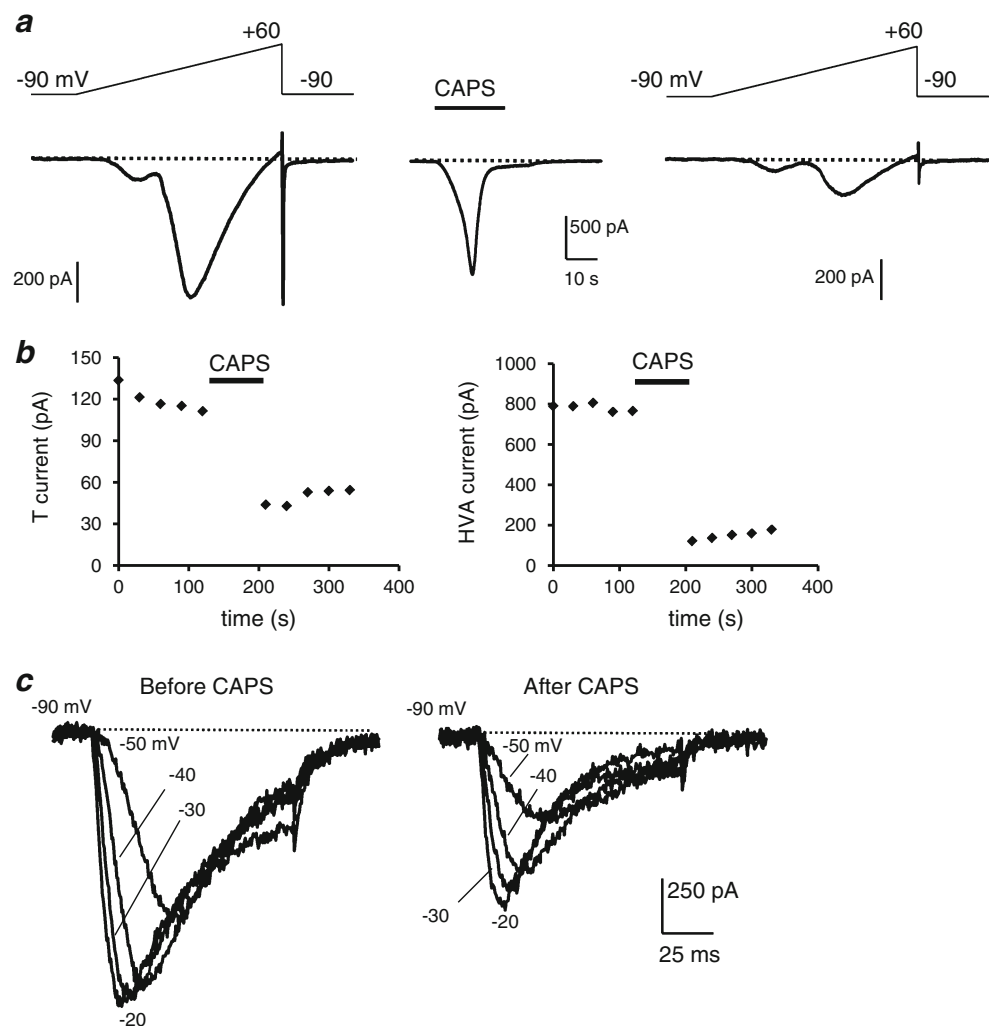 a
+60
-90 mV
-90
CAPS
+60
-90 mV
-90
200 pA
500 pA
10 s
200 pA
b
CAPS
T current (pA)
150
120
90
60
30
0
0 100 200 300 400
time (s)
CAPS
HVA current (pA)
1000
800
600
400
200
0
0 100 200 300 400
time (s)
c
Before CAPS
-90 mV
-50 mV
-40
-30
-20
After CAPS
-90 mV
-50 mV
-40
-30
-20
250 pA
25 ms